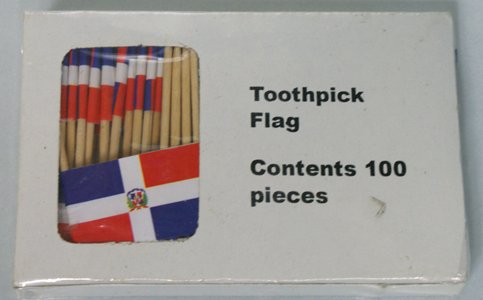 Toothpick
Flag
Contents 100
pieces